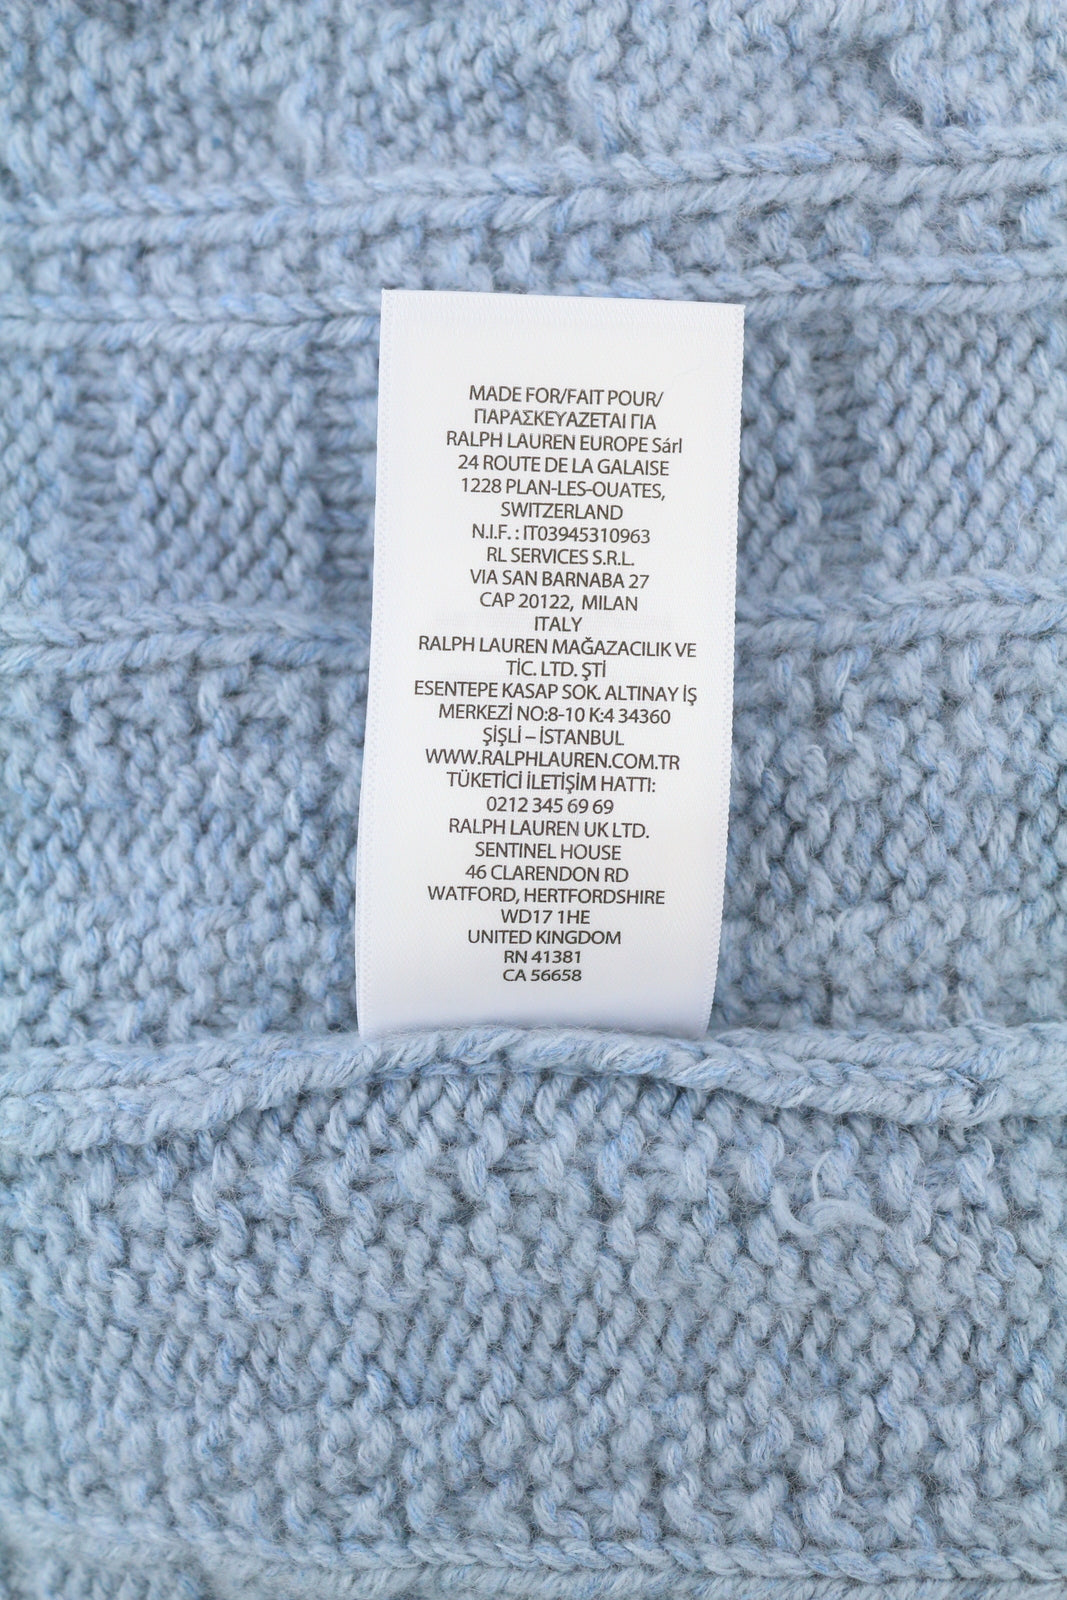 MADE FOR/FAIT POUR/
ΠΑΡΑΣΚΕΥΑΖΕΤΑΙ ΓΙΑ
RALPH LAUREN EUROPE Sárl
24 ROUTE DE LA GALAISE
1228 PLAN-LES-OUATES,
SWITZERLAND
N.I.F. : IT03945310963
RL SERVICES S.R.L.
VIA SAN BARNABA 27
CAP 20122, MILAN
ITALY
RALPH LAUREN MAĞAZACILIK VE
TİC. LTD. ŞTİ
ESENTEPE KASAP SOK. ALTINAY İŞ
MERKEZİ NO:8-10 K:4 34360
ŞİŞLİ – İSTANBUL
WWW.RALPHLAUREN.COM.TR
TÜKETİCİ İLETİŞİM HATTI:
0212 345 69 69
RALPH LAUREN UK LTD.
SENTINEL HOUSE
46 CLARENDON RD
WATFORD, HERTFORDSHIRE
WD17 1HE
UNITED KINGDOM
RN 41381
CA 56658